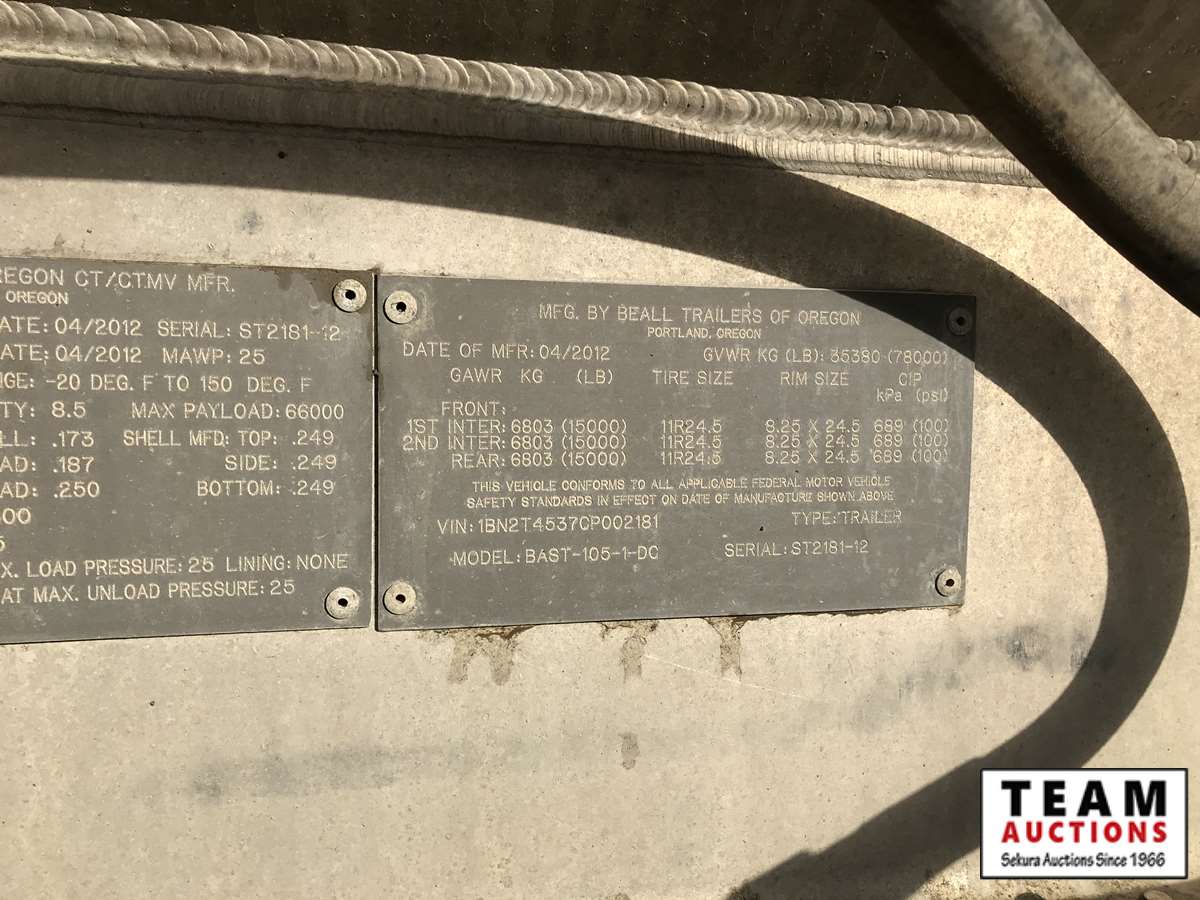 REGON CT/CTMV MFR.
OREGON
ATE: 04/2012 SERIAL: ST2181-12
ATE: 04/2012 MAWP: 25
NGE: -20 DEG. F TO 150 DEG. F
TY: 8.5 MAX PAYLOAD: 66000
LL: .173 SHELL MFD: TOP: .249
AD: .187 SIDE: .249
AD: .250 BOTTOM: .249
00
5
X. LOAD PRESSURE: 25 LINING: NONE
AT MAX. UNLOAD PRESSURE: 25
MFG. BY BEALL TRAILERS OF OREGON
PORTLAND, OREGON
DATE OF MFR: 04/2012 GVWR KG (LB): 35380 (78000)
GAWR KG (LB) TIRE SIZE RIM SIZE CIP
kPa (psi)
FRONT:
1ST INTER: 6803 (15000) 11R24.5 8.25 X 24.5 689 (100)
2ND INTER: 6803 (15000) 11R24.5 8.25 X 24.5 689 (100)
REAR: 6803 (15000) 11R24.5 8.25 X 24.5 689 (100)
THIS VEHICLE CONFORMS TO ALL APPLICABLE FEDERAL MOTOR VEHICLE
SAFETY STANDARDS IN EFFECT ON DATE OF MANUFACTURE SHOWN ABOVE
VIN: 1BN2T4537CP002181 TYPE: TRAILER
MODEL: BAST-105-1-DC SERIAL: ST2181-12
TEAM
AUCTIONS
Sekura Auctions Since 1966